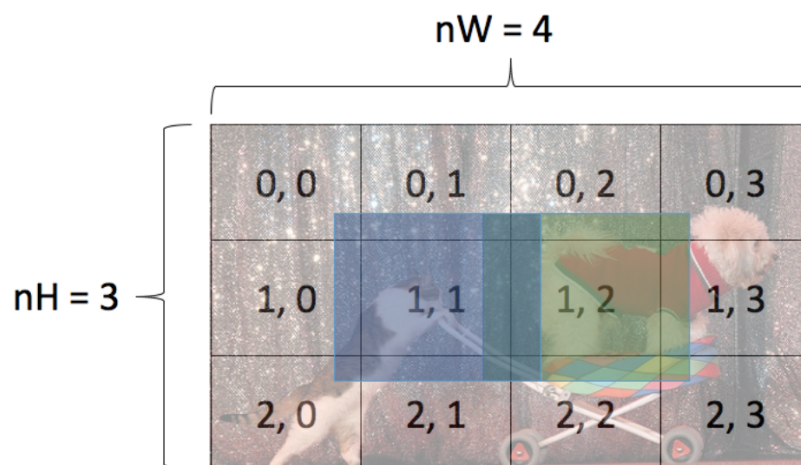 nW = 4
0, 0 0, 1 0, 2 0, 3
nH = 3 1, 0 1, 1 1, 2 1, 3
2, 0 2, 1 2, 2 2, 3